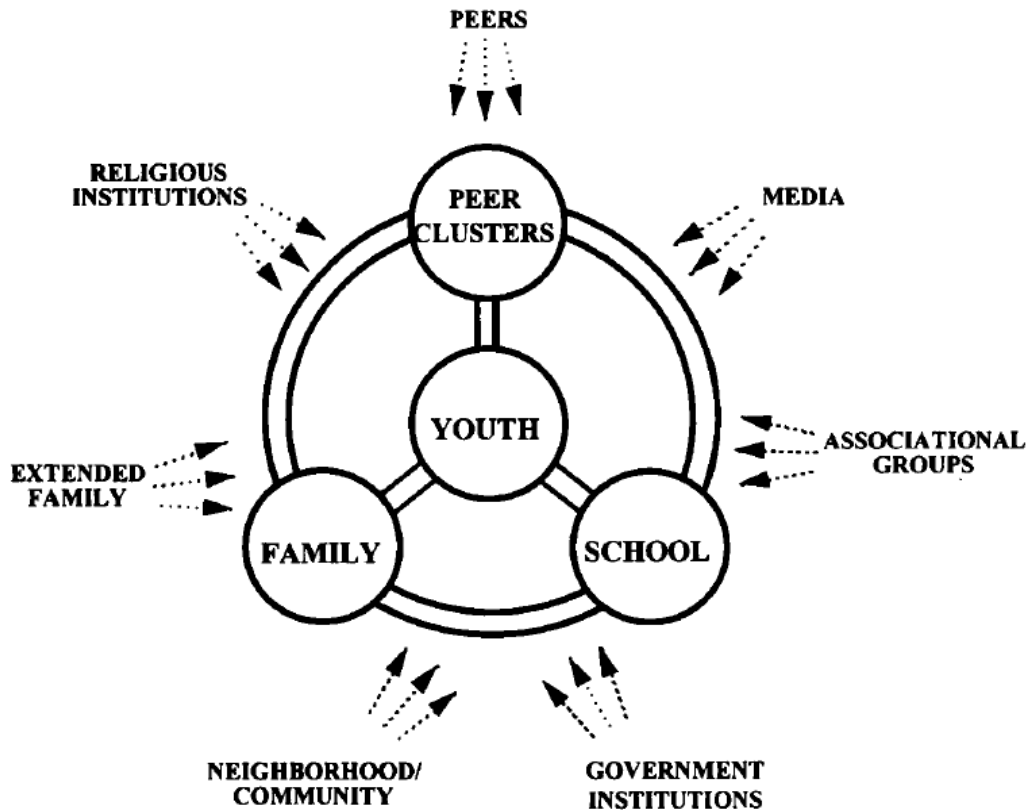 PEERS
RELIGIOUS
INSTITUTIONS
PEER
CLUSTERS
MEDIA
YOUTH
EXTENDED
FAMILY
ASSOCIATIONAL
GROUPS
FAMILY
SCHOOL
NEIGHBORHOOD/
COMMUNITY
GOVERNMENT
INSTITUTIONS